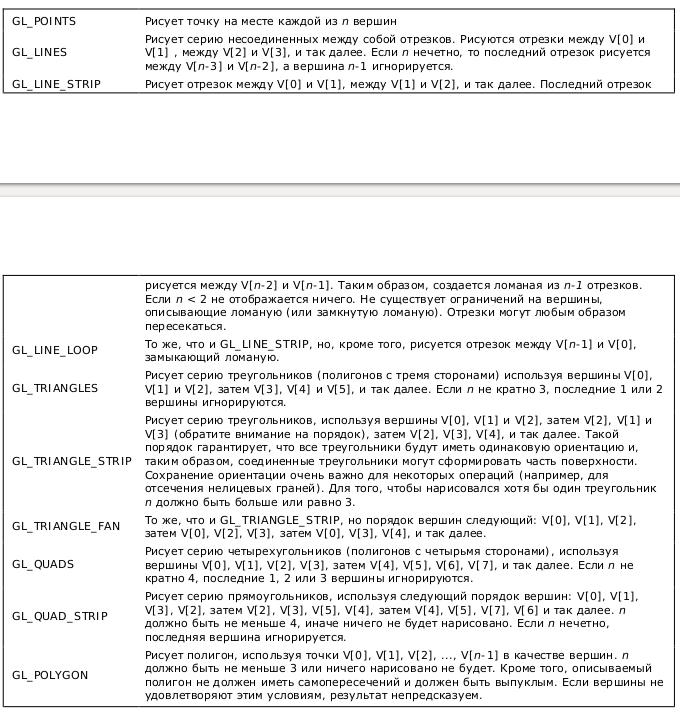 GL_POINTS Рисует точку на месте каждой из n вершин
Рисует серию несоединенных между собой отрезков. Рисуются отрезки между V[0] и
GL_LINES V[1] , между V[2] и V[3], и так далее. Если n нечетно, то последний отрезок рисуется
между V[n-3] и V[n-2], а вершина n-1 игнорируется.
GL_LINE_STRIP Рисует отрезок между V[0] и V[1], между V[1] и V[2], и так далее. Последний отрезок
рисуется между V[n-2] и V[n-1]. Таким образом, создается ломаная из n-1 отрезков.
Если n < 2 не отображается ничего. Не существует ограничений на вершины,
описывающие ломаную (или замкнутую ломаную). Отрезки могут любым образом
пересекаться.
GL_LINE_LOOP То же, что и GL_LINE_STRIP, но, кроме того, рисуется отрезок между V[n-1] и V[0],
замыкающий ломаную.
Рисует серию треугольников (полигонов с тремя сторонами) используя вершины V[0],
GL_TRIANGLES V[1] и V[2], затем V[3], V[4] и V[5], и так далее. Если n не кратно 3, последние 1 или 2
вершины игнорируются.
Рисует серию треугольников, используя вершины V[0], V[1] и V[2], затем V[2], V[1] и
V[3] (обратите внимание на порядок), затем V[2], V[3], V[4], и так далее. Такой
порядок гарантирует, что все треугольники будут иметь одинаковую ориентацию и,
GL_TRIANGLE_STRIP таким образом, соединенные треугольники могут сформировать часть поверхности.
Сохранение ориентации очень важно для некоторых операций (например, для
отсечения нелицевых граней). Для того, чтобы нарисовался хотя бы один треугольник
n должно быть больше или равно 3.
GL_TRIANGLE_FAN То же, что и GL_TRIANGLE_STRIP, но порядок вершин следующий: V[0], V[1], V[2],
затем V[0], V[2], V[3], затем V[0], V[3], V[4], и так далее.
Рисует серию четырехугольников (полигонов с четырьмя сторонами), используя
GL_QUADS вершины V[0], V[1], V[2], V[3], затем V[4], V[5], V[6], V[7], и так далее. Если n не
кратно 4, последние 1, 2 или 3 вершины игнорируются.
Рисует серию прямоугольников, используя следующий порядок вершин: V[0], V[1],
GL_QUAD_STRIP V[3], V[2], затем V[2], V[3], V[5], V[4], затем V[4], V[5], V[7], V[6] и так далее. n
должно быть не меньше 4, иначе ничего не будет нарисовано. Если n нечетно,
последняя вершина игнорируется.
Рисует полигон, используя точки V[0], V[1], V[2], ..., V[n-1] в качестве вершин. n
GL_POLYGON должно быть не меньше 3 или ничего нарисовано не будет. Кроме того, описываемый
полигон не должен иметь самопересечений и должен быть выпуклым. Если вершины не
удовлетворяют этим условиям, результат непредсказуем.